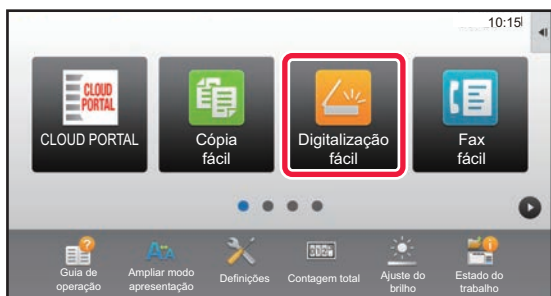 10:15
CLOUD
PORTAL
CLOUD PORTAL
Cópia
fácil
Digitalização
fácil
Fax
fácil
Guia de
operação
Ampliar modo
apresentação
Definições
Contagem total
Ajuste do
brilho
Estado do
trabalho